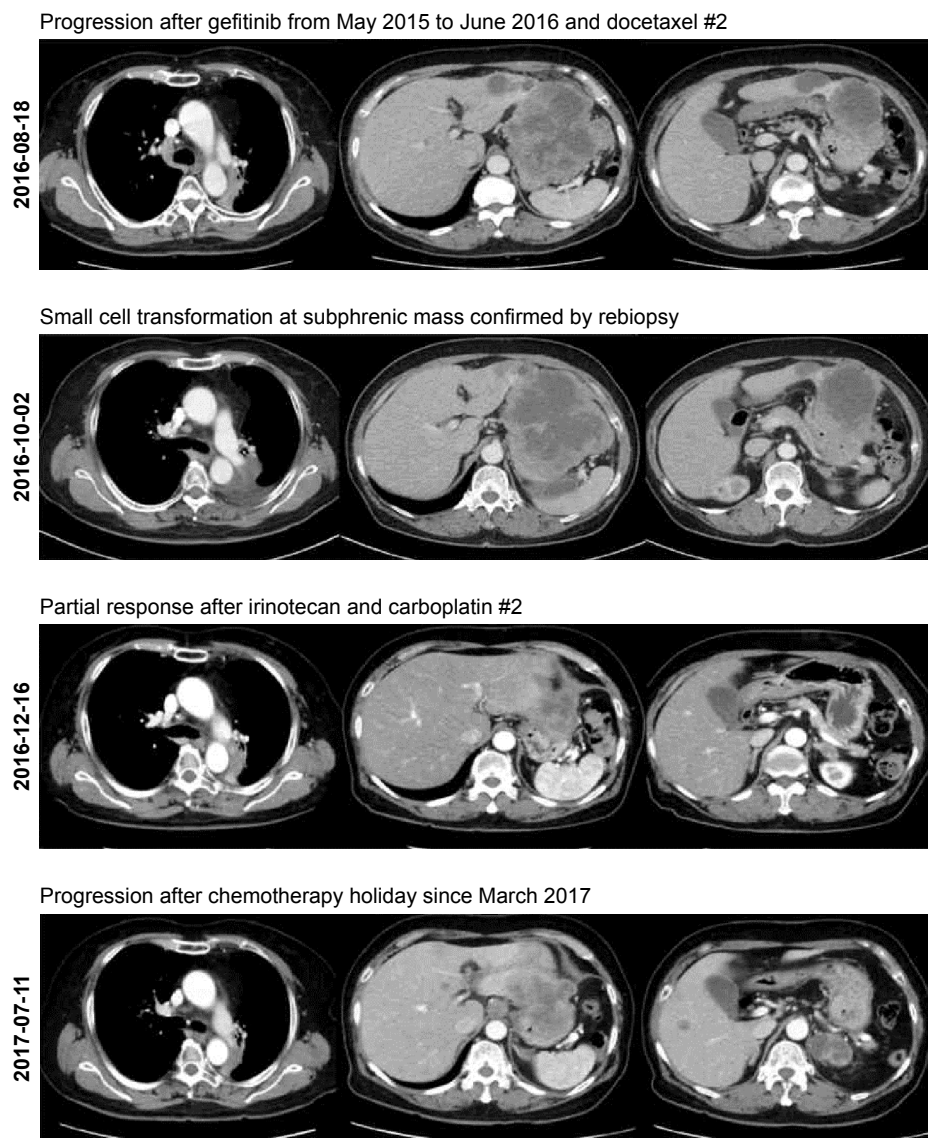 Progression after gefitinib from May 2015 to June 2016 and docetaxel #2
2016-08-18
Small cell transformation at subphrenic mass confirmed by rebiopsy
2016-10-02
Partial response after irinotecan and carboplatin #2
2016-12-16
Progression after chemotherapy holiday since March 2017
2017-07-11